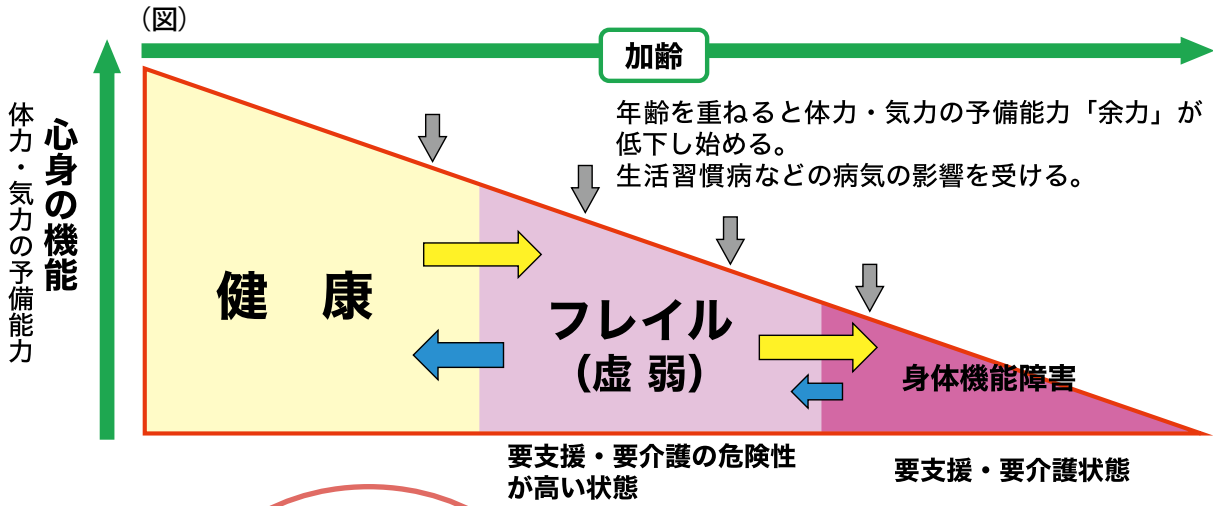 （図）
加齢
年齢を重ねると体力・気力の予備能力「余力」が
低下し始める。
生活習慣病などの病気の影響を受ける。
心身の機能
体力・気力の予備能力
健　康
フレイル
（虚 弱）
身体機能障害
要支援・要介護の危険性
が高い状態
要支援・要介護状態